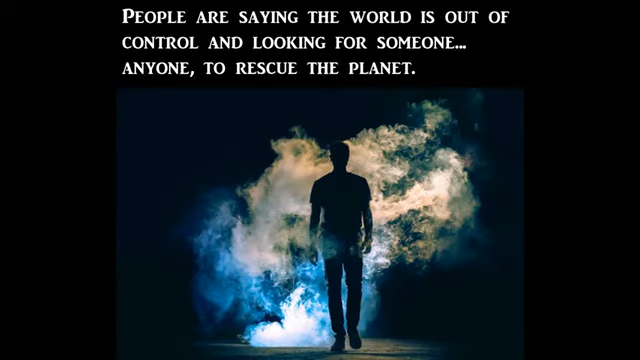 People are saying the world is out of
control and looking for someone...
anyone, to rescue the planet.